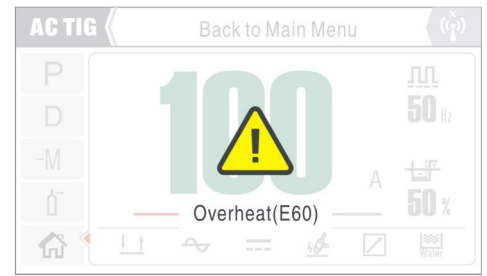 AC TIG
Back to Main Menu
P
D
-M
100
A
50 Hz
50 %
Overheat(E60)
Water